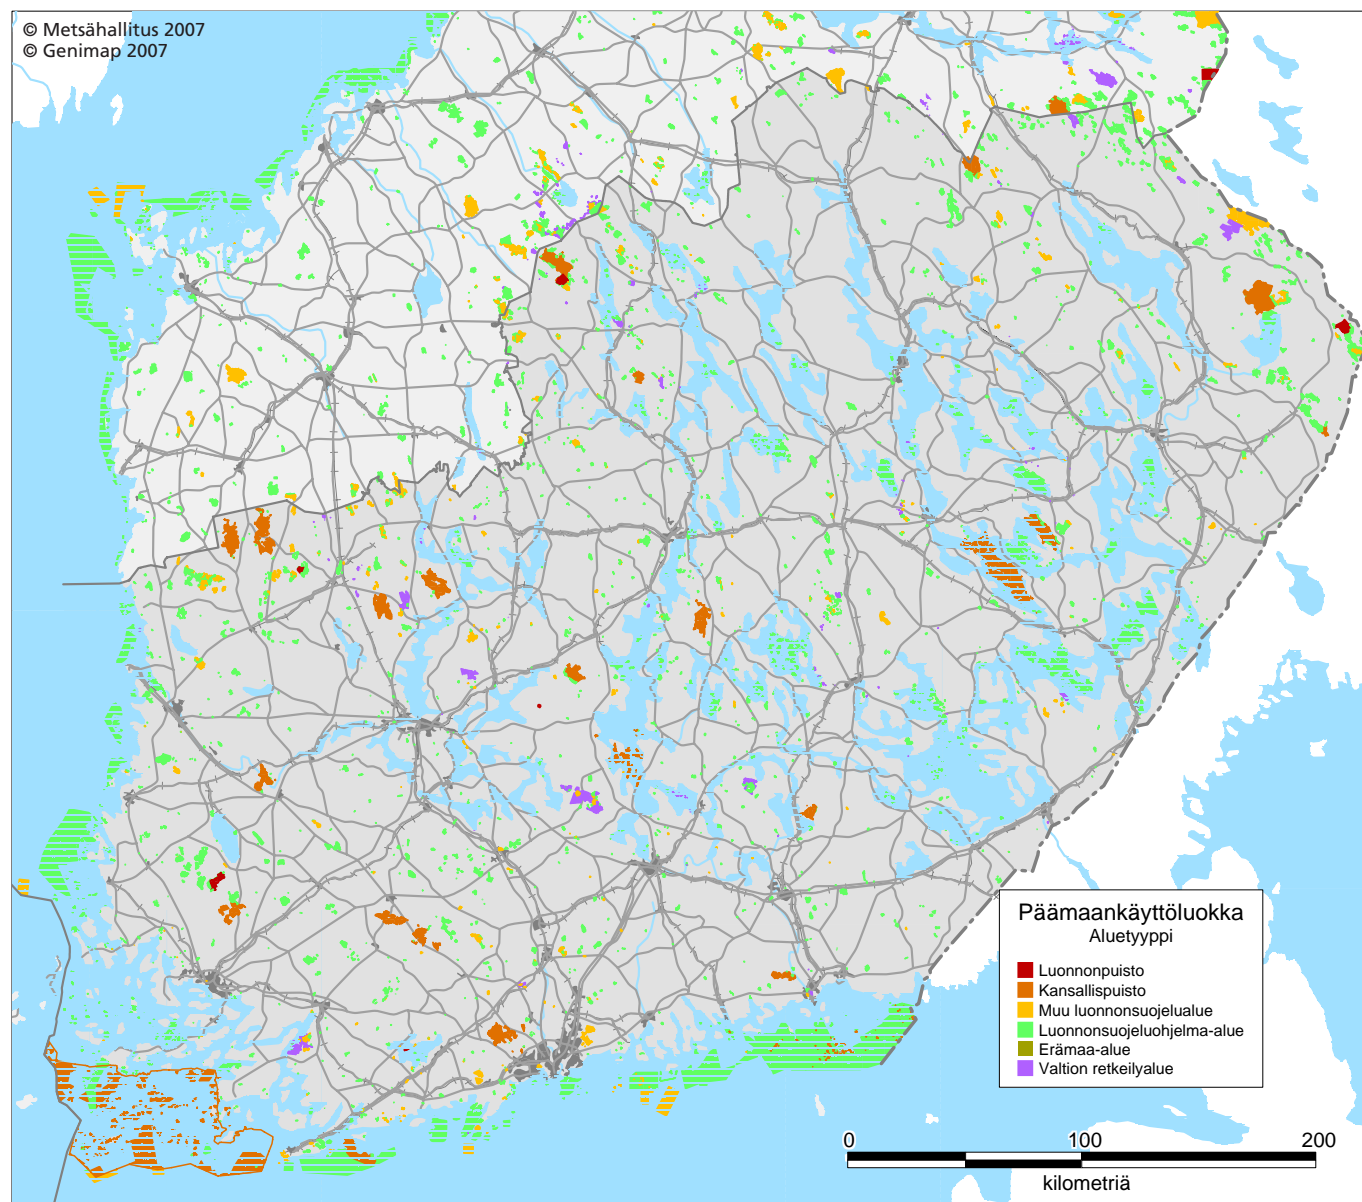 © Metsähallitus 2007
© Genimap 2007
Päämaankäyttöluokka
Aluetyyppi
Luonnonpuisto
Kansallispuisto
Muu luonnonsuojelualue
Luonnonsuojeluohjelma-alue
Erämaa-alue
Valtion retkeilyalue
0 100 200
kilometriä